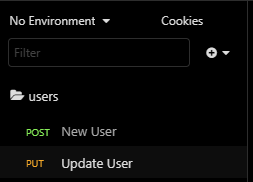 No Environment Cookies
Filter
users
POST New User
PUT Update User